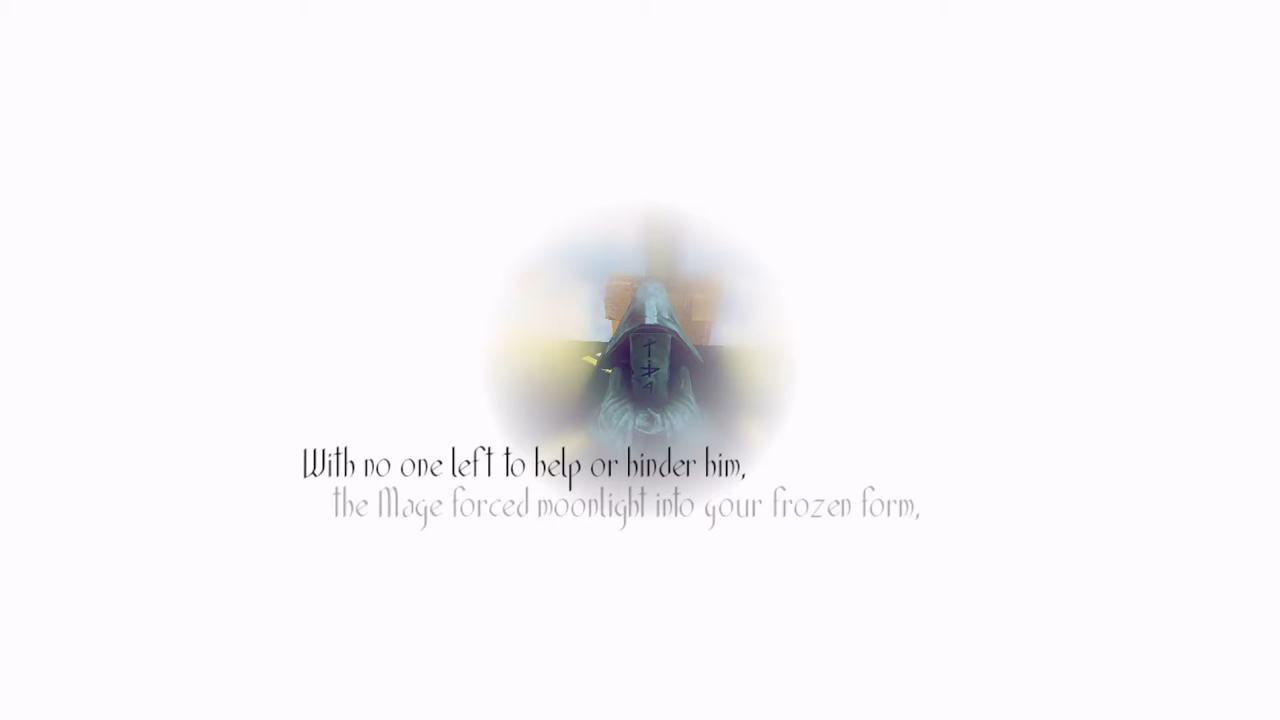 With no one left to help or hinder him,
the Mage forced moonlight into your frozen form,